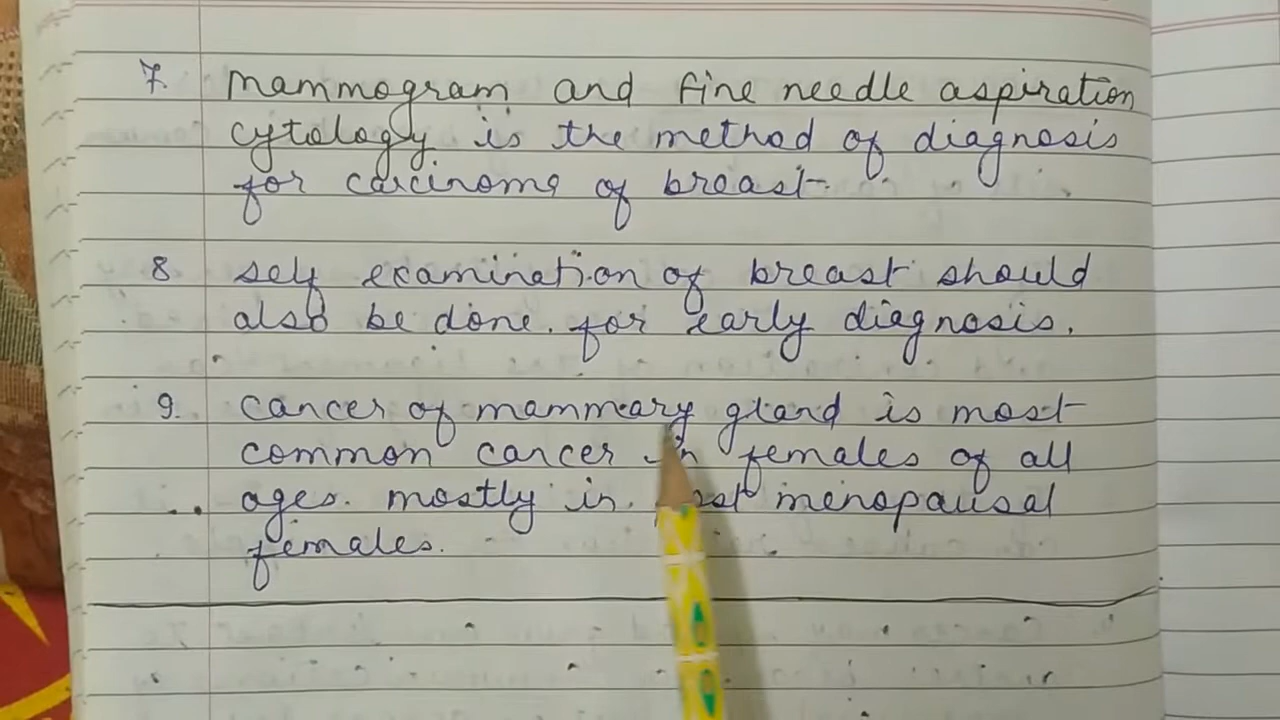 7. Mammogram and fine needle aspiration
cytology is the method of diagnosis
for carcinoma of breast.
8 self examination of breast should
also be done. for early diagnosis.
9. cancer of mammary gland is most
common cancer in females of all
ages. mostly in post menopausal
females.